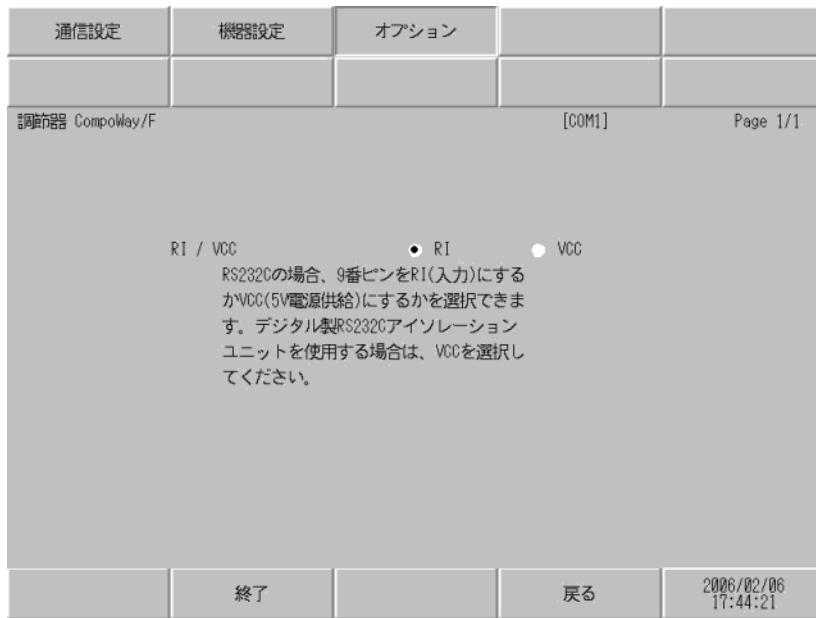 通信設定 機器設定 オプション
調節器 CompoWay/F [COM1] Page 1/1
RI / VCC RI VCC
RS232Cの場合、9番ピンをRI(入力)にする
かVCC(5V電源供給)にするかを選択できま
す。デジタル製RS232Cアイソレーション
ユニットを使用する場合は、VCCを選択し
てください。
終了 戻る 2006/02/06
17:44:21